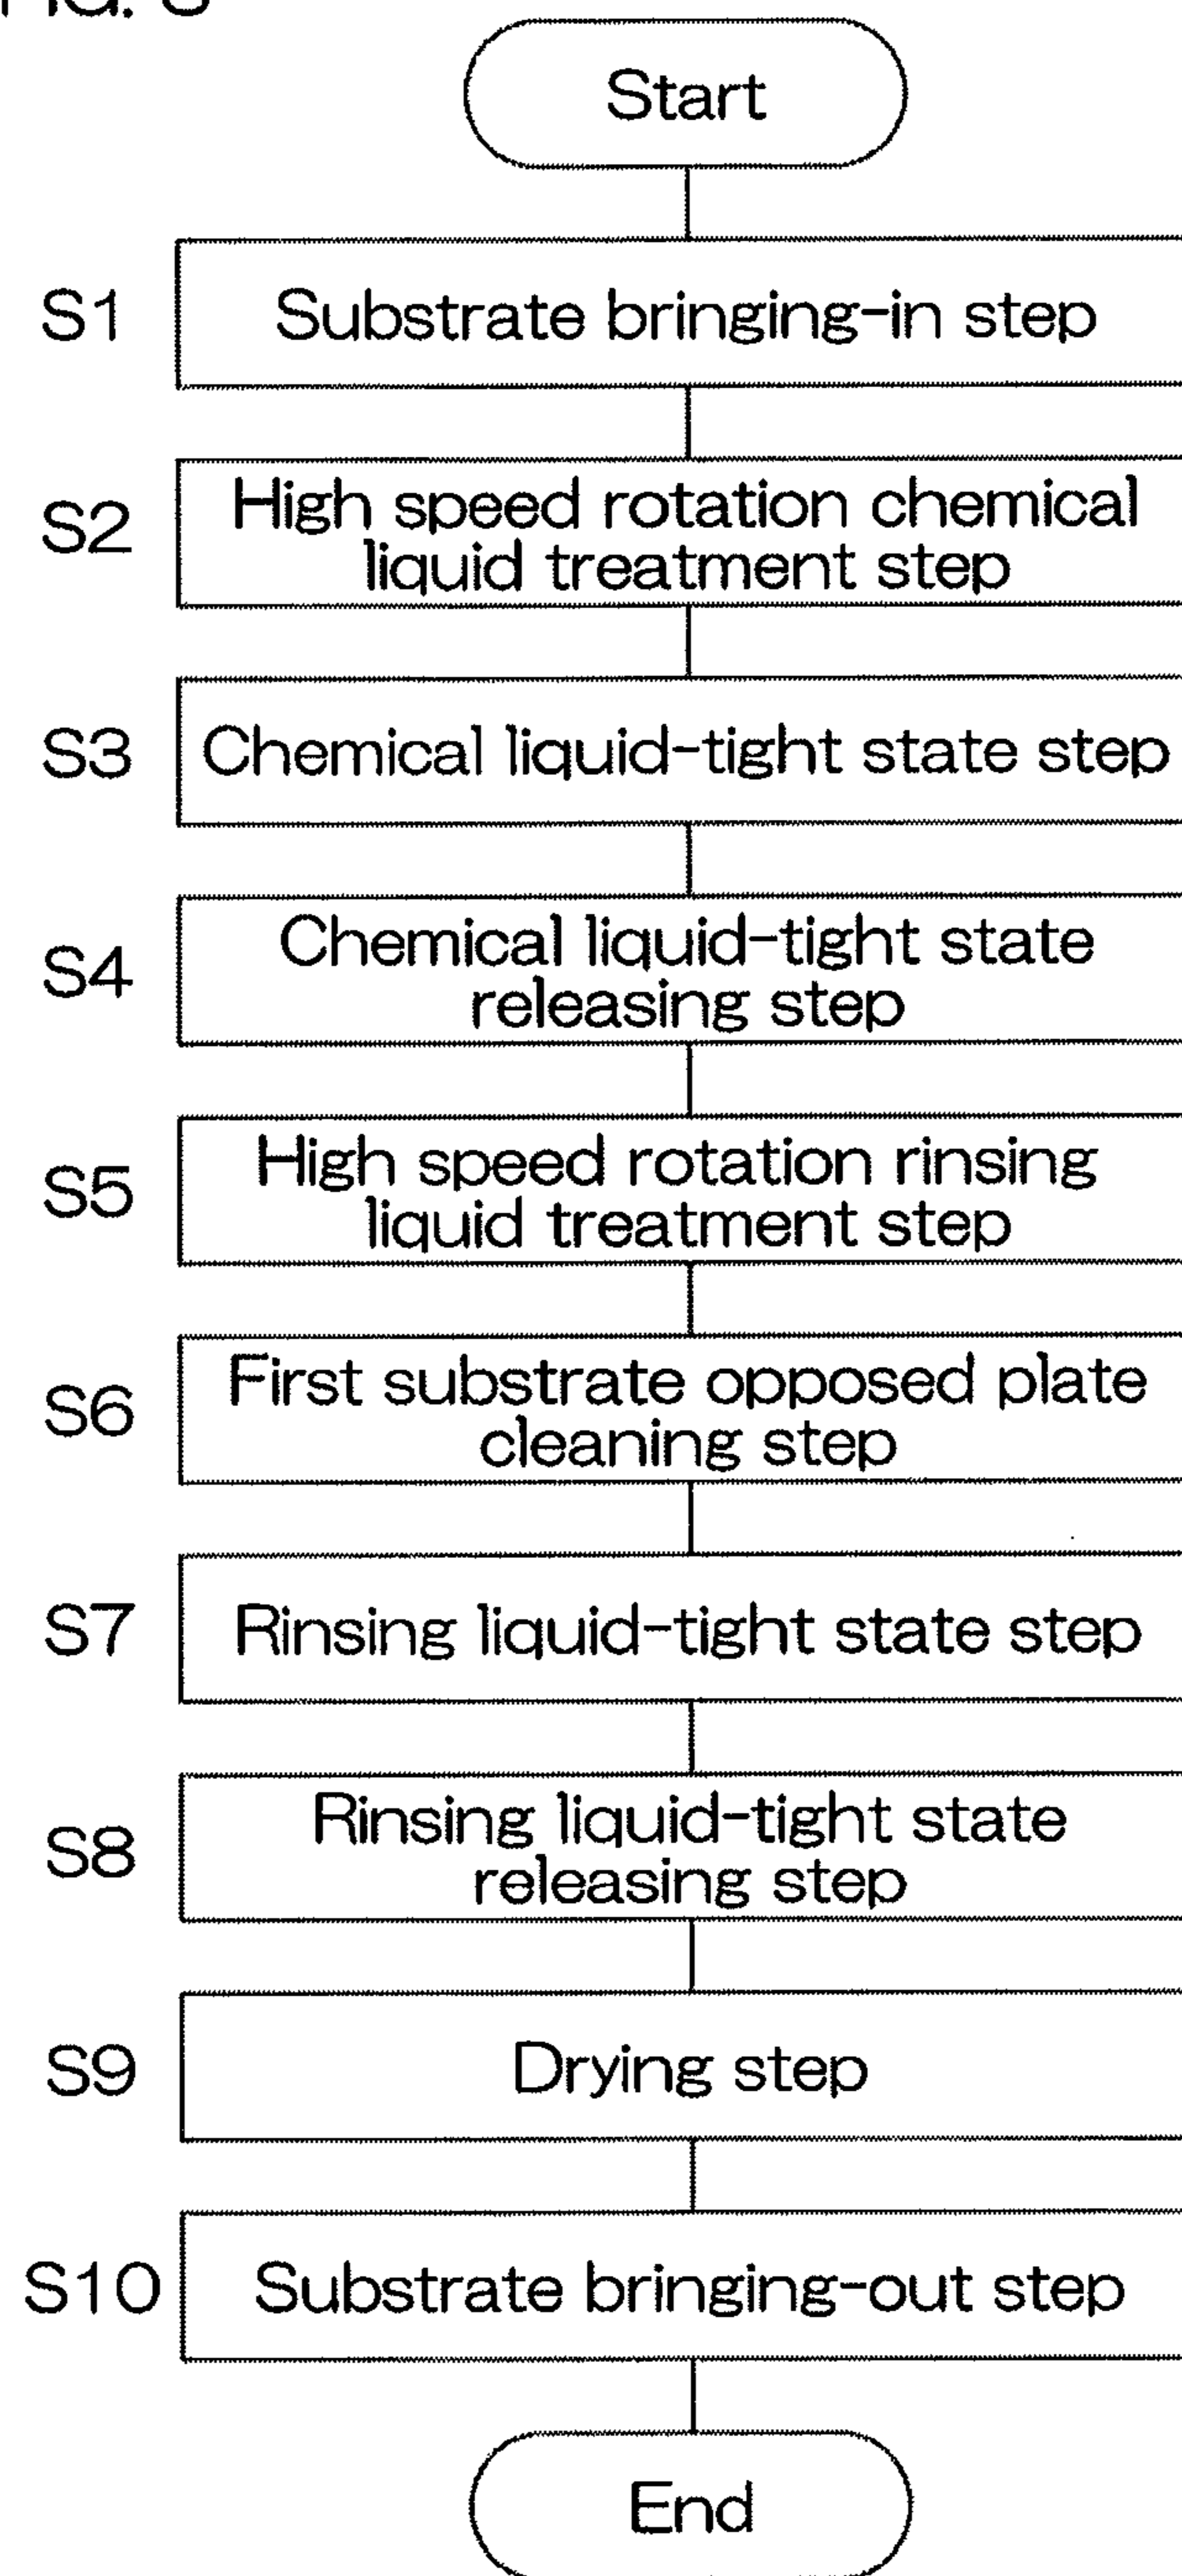 Start
S1 Substrate bringing-in step
S2 High speed rotation chemical
liquid treatment step
S3 Chemical liquid-tight state step
S4 Chemical liquid-tight state
releasing step
S5 High speed rotation rinsing
liquid treatment step
S6 First substrate opposed plate
cleaning step
S7 Rinsing liquid-tight state step
S8 Rinsing liquid-tight state
releasing step
S9 Drying step
S10 Substrate bringing-out step
End